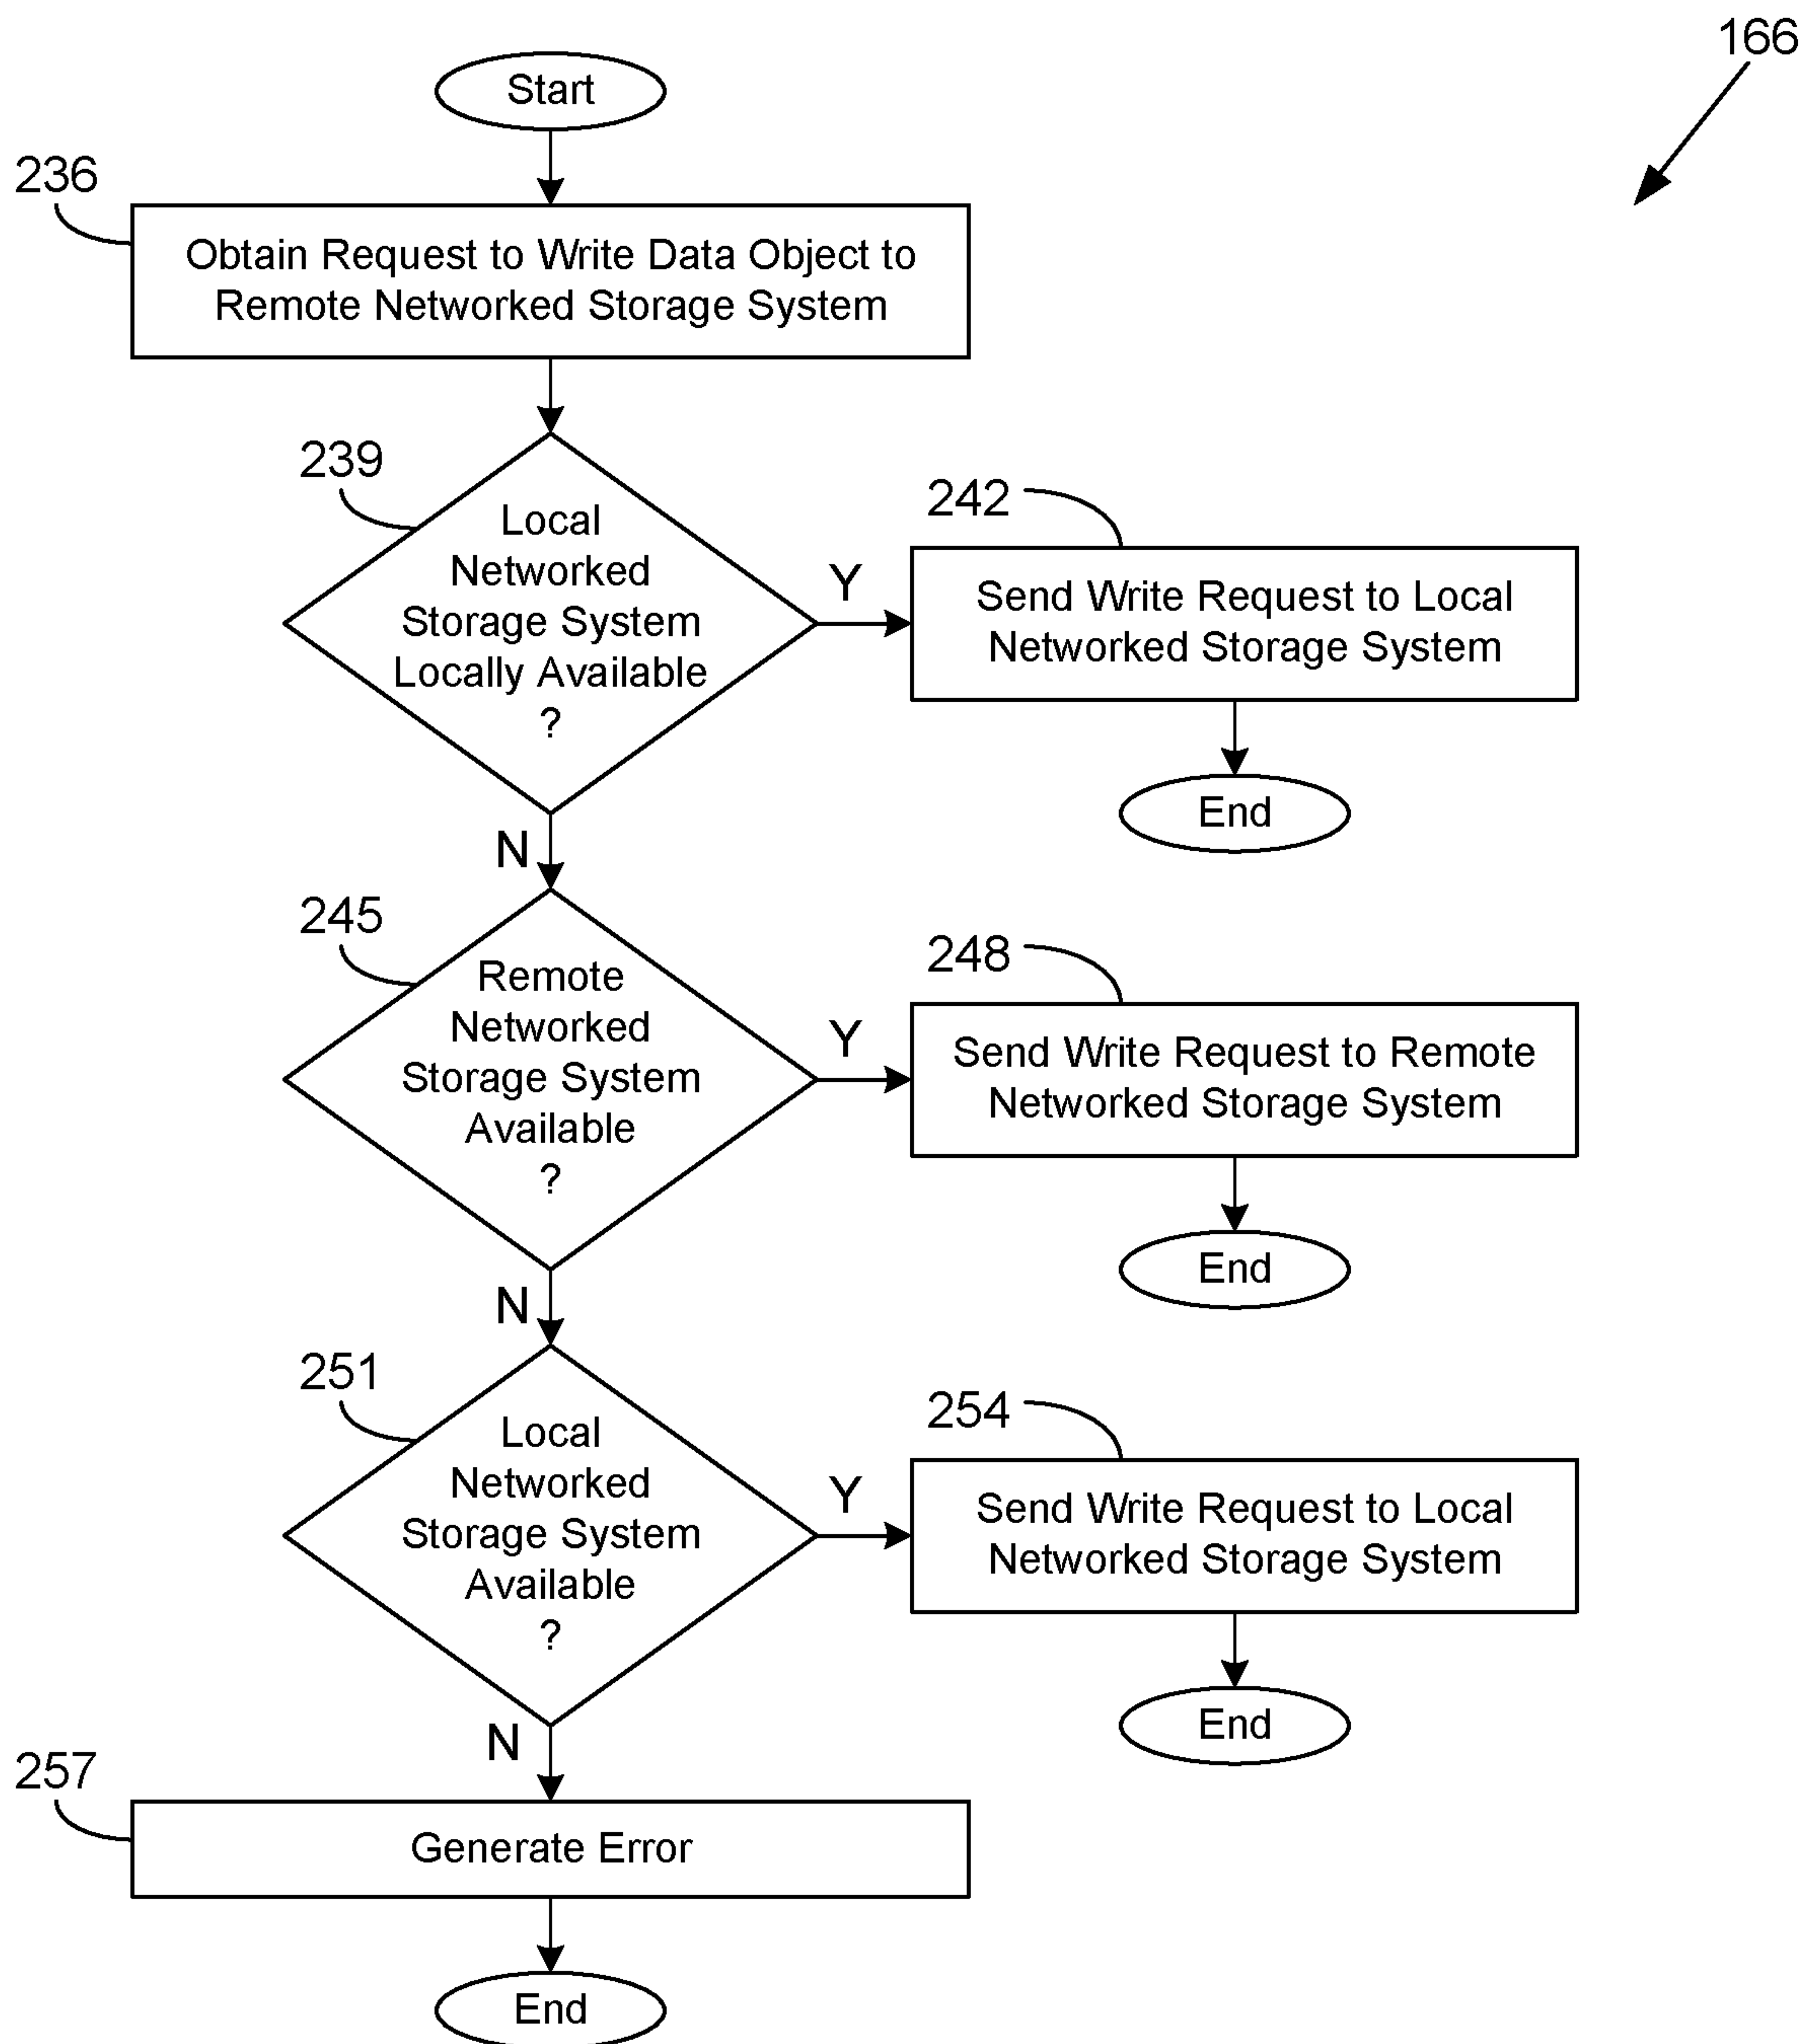 166
Start
236
Obtain Request to Write Data Object to
Remote Networked Storage System
239
Local
Networked
Storage System
Locally Available
?
Y
242
Send Write Request to Local
Networked Storage System
End
N
245
Remote
Networked
Storage System
Available
?
Y
248
Send Write Request to Remote
Networked Storage System
End
N
251
Local
Networked
Storage System
Available
?
Y
254
Send Write Request to Local
Networked Storage System
End
N
257
Generate Error
End